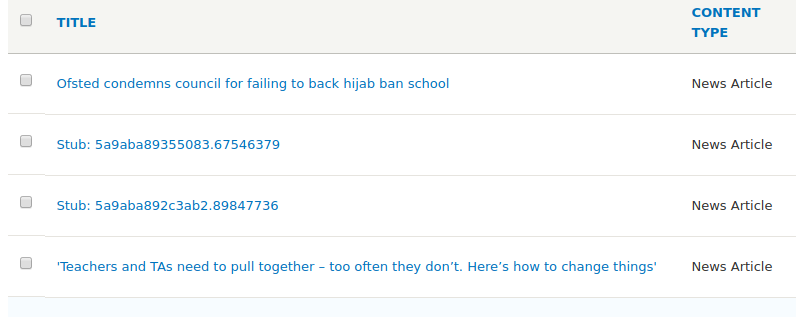 TITLE
CONTENT
TYPE
Ofsted condemns council for failing to back hijab ban school
News Article
Stub: 5a9aba89355083.67546379
News Article
Stub: 5a9aba892c3ab2.89847736
News Article
'Teachers and TAs need to pull together – too often they don’t. Here’s how to change things'
News Article